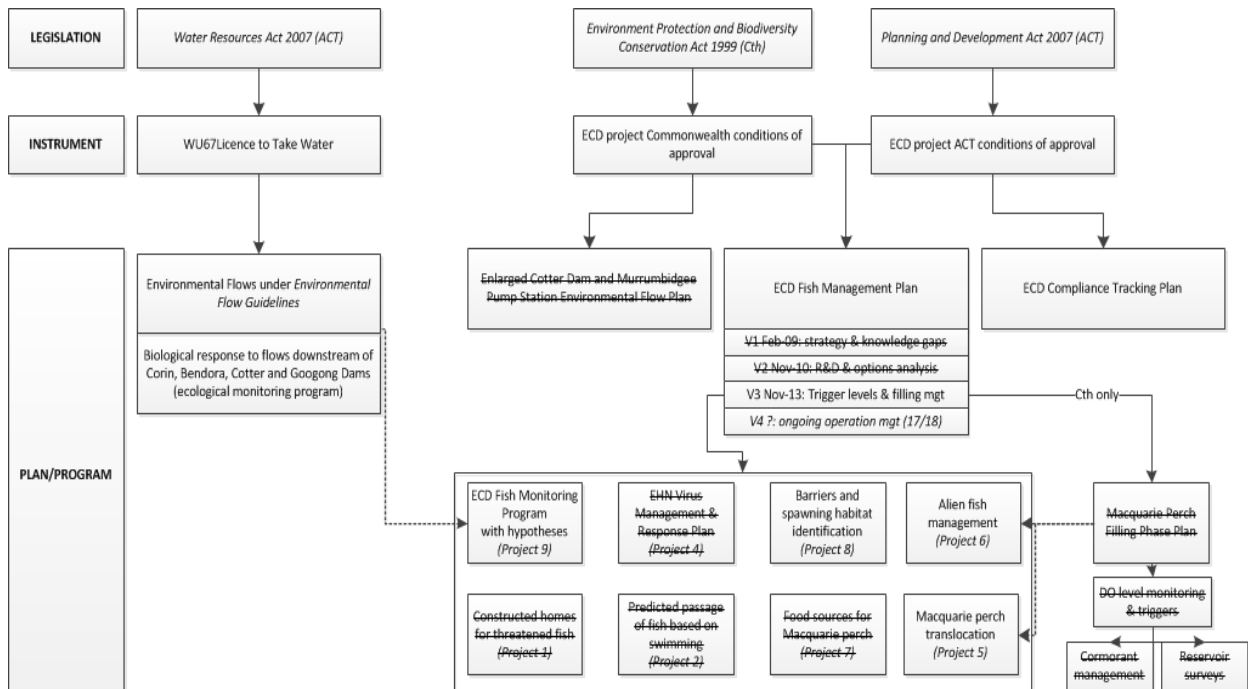 LEGISLATION
Water Resources Act 2007 (ACT)
Environment Protection and Biodiversity
Conservation Act 1999 (Cth)
Planning and Development Act 2007 (ACT)
INSTRUMENT
WU67Licence to Take Water
ECD project Commonwealth conditions of
approval
ECD project ACT conditions of approval
PLAN/PROGRAM
Environmental Flows under Environmental
Flow Guidelines
Biological response to flows downstream of
Corin, Bendora, Cotter and Googong Dams
(ecological monitoring program)
Enlarged Cotter Dam and Murrumbidgee
Pump Station Environmental Flow Plan
ECD Fish Management Plan
V1 Feb-09: strategy & knowledge gaps
V2 Nov-10: R&D & options analysis
V3 Nov-13: Trigger levels & filling mgt
V4 ?: ongoing operation mgt (17/18)
ECD Compliance Tracking Plan
Cth only
ECD Fish Monitoring
Program
with hypotheses
(Project 9)
EHN Virus
Management &
Response Plan
(Project 4)
Barriers and
spawning habitat
identification
(Project 8)
Alien fish
management
(Project 6)
Macquarie Perch
Filling Phase Plan
Constructed homes
for threatened fish
(Project 1)
Predicted passage
of fish based on
swimming
(Project 2)
Food sources for
Macquarie perch
(Project 7)
Macquarie perch
translocation
(Project 5)
DO level monitoring
& triggers
Cormorant
management
Reservoir
surveys